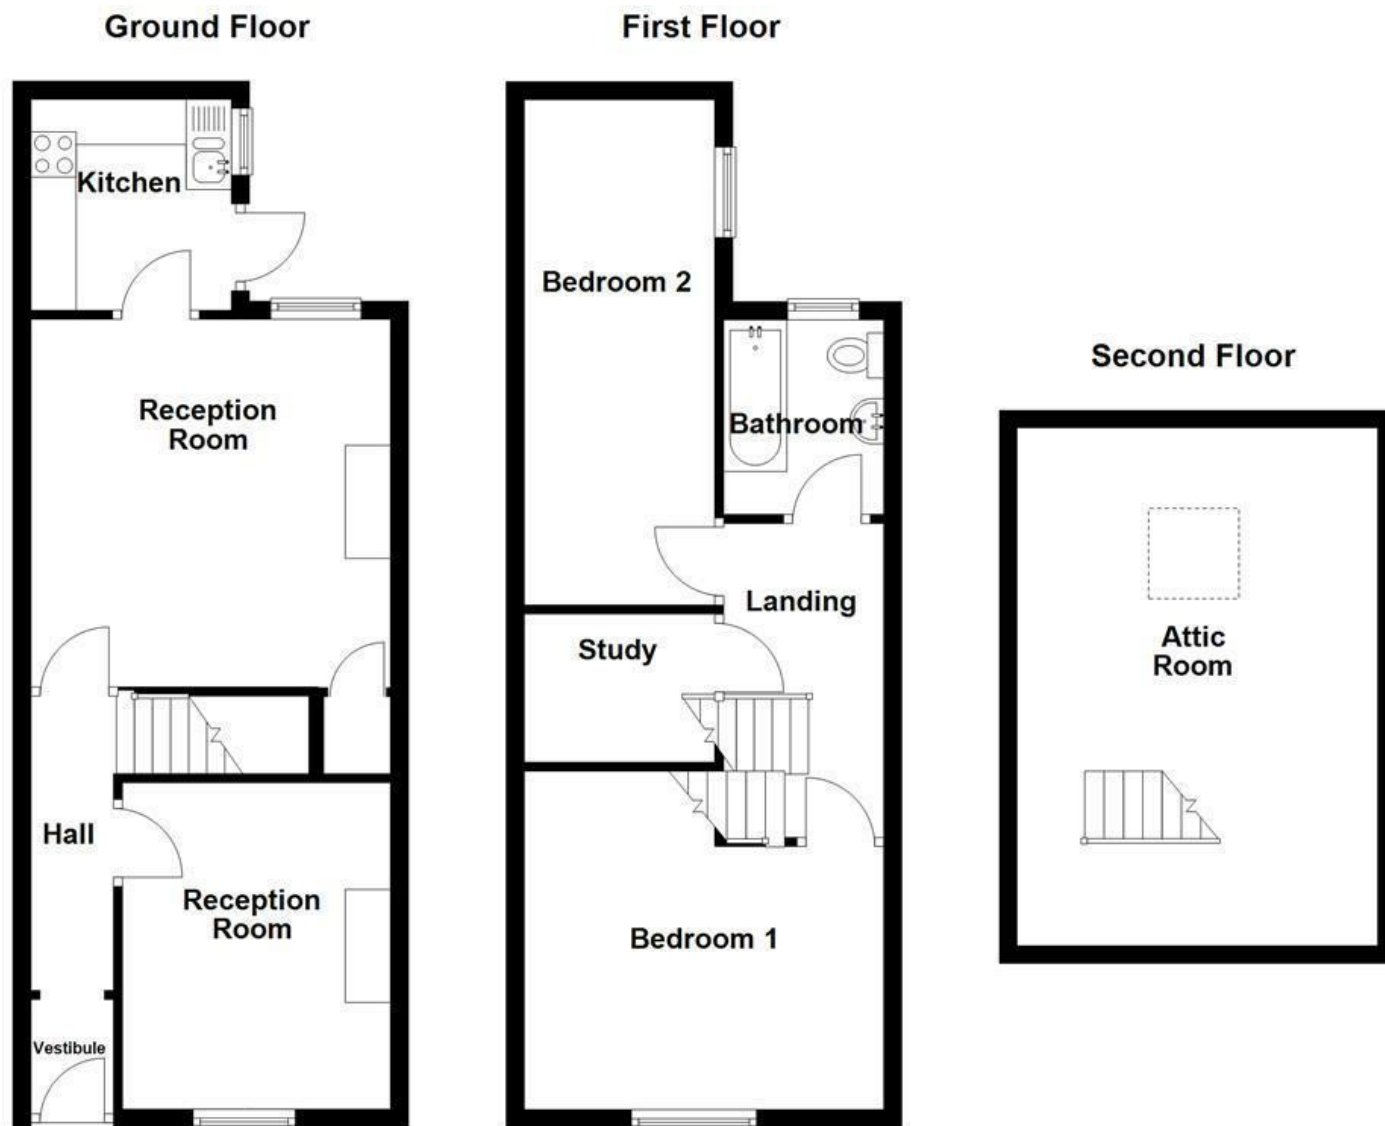 Ground Floor
Kitchen
Reception
Room
Hall
Reception
Room
Vestibule
First Floor
Bedroom 2
Bathroom
Landing
Study
Bedroom 1
Second Floor
Attic
Room